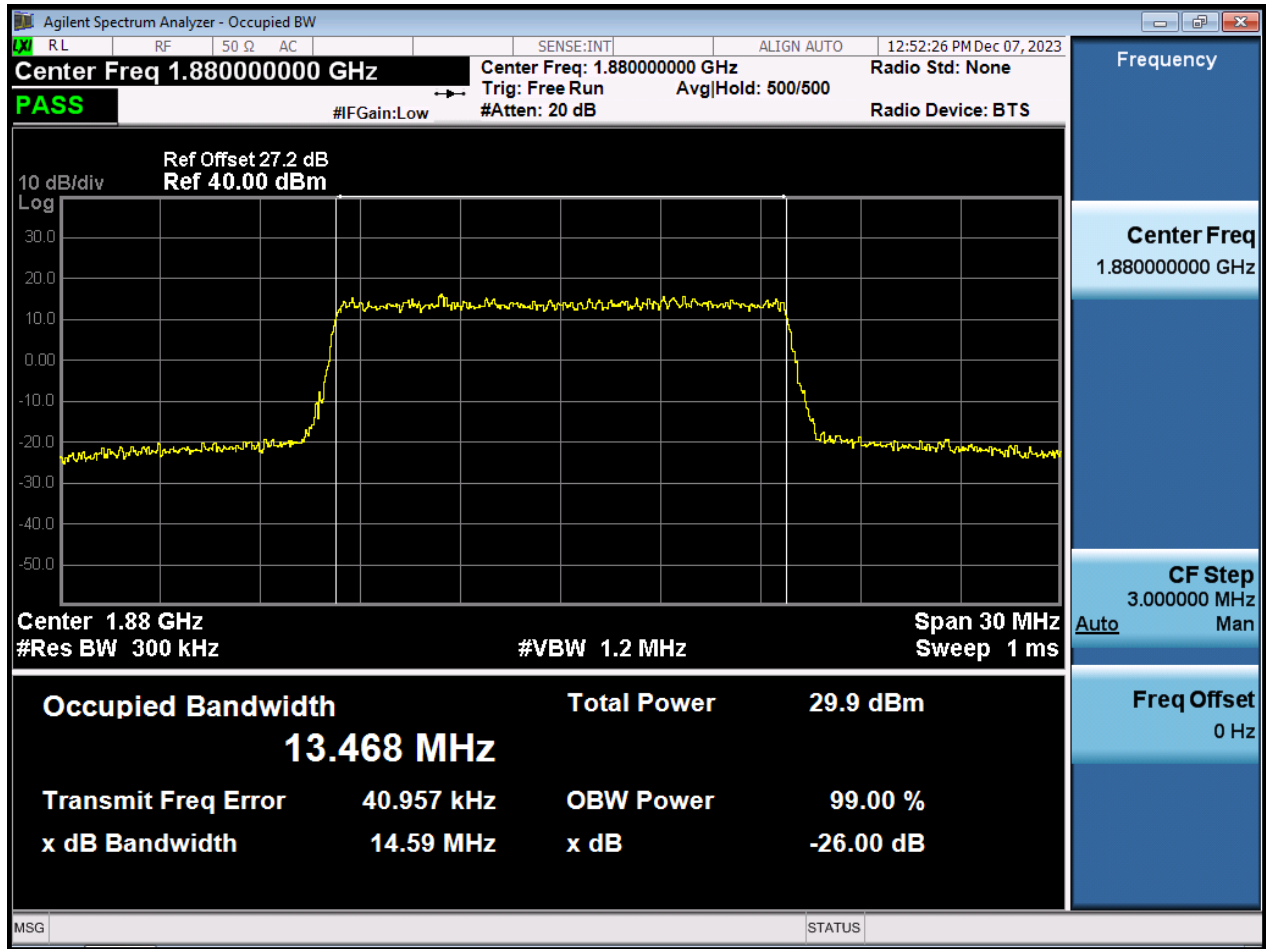 Agilent Spectrum Analyzer - Occupied BW
LXI RL RF 50 Ω AC SENSE:INT ALIGN AUTO 12:52:26 PM Dec 07, 2023
Center Freq 1.880000000 GHz
PASS
#IFGain:Low
Center Freq: 1.880000000 GHz
Trig: Free Run Avg|Hold: 500/500
#Atten: 20 dB
Radio Std: None
Radio Device: BTS
Ref Offset 27.2 dB
10 dB/div Ref 40.00 dBm
Log
30.0
20.0
10.0
0.00
-10.0
-20.0
-30.0
-40.0
-50.0
Center 1.88 GHz Span 30 MHz
#Res BW 300 kHz #VBW 1.2 MHz Sweep 1 ms
Occupied Bandwidth Total Power 29.9 dBm
13.468 MHz
Transmit Freq Error 40.957 kHz OBW Power 99.00 %
x dB Bandwidth 14.59 MHz x dB -26.00 dB
MSG STATUS
Frequency
Center Freq
1.880000000 GHz
CF Step
3.000000 MHz
Auto Man
Freq Offset
0 Hz